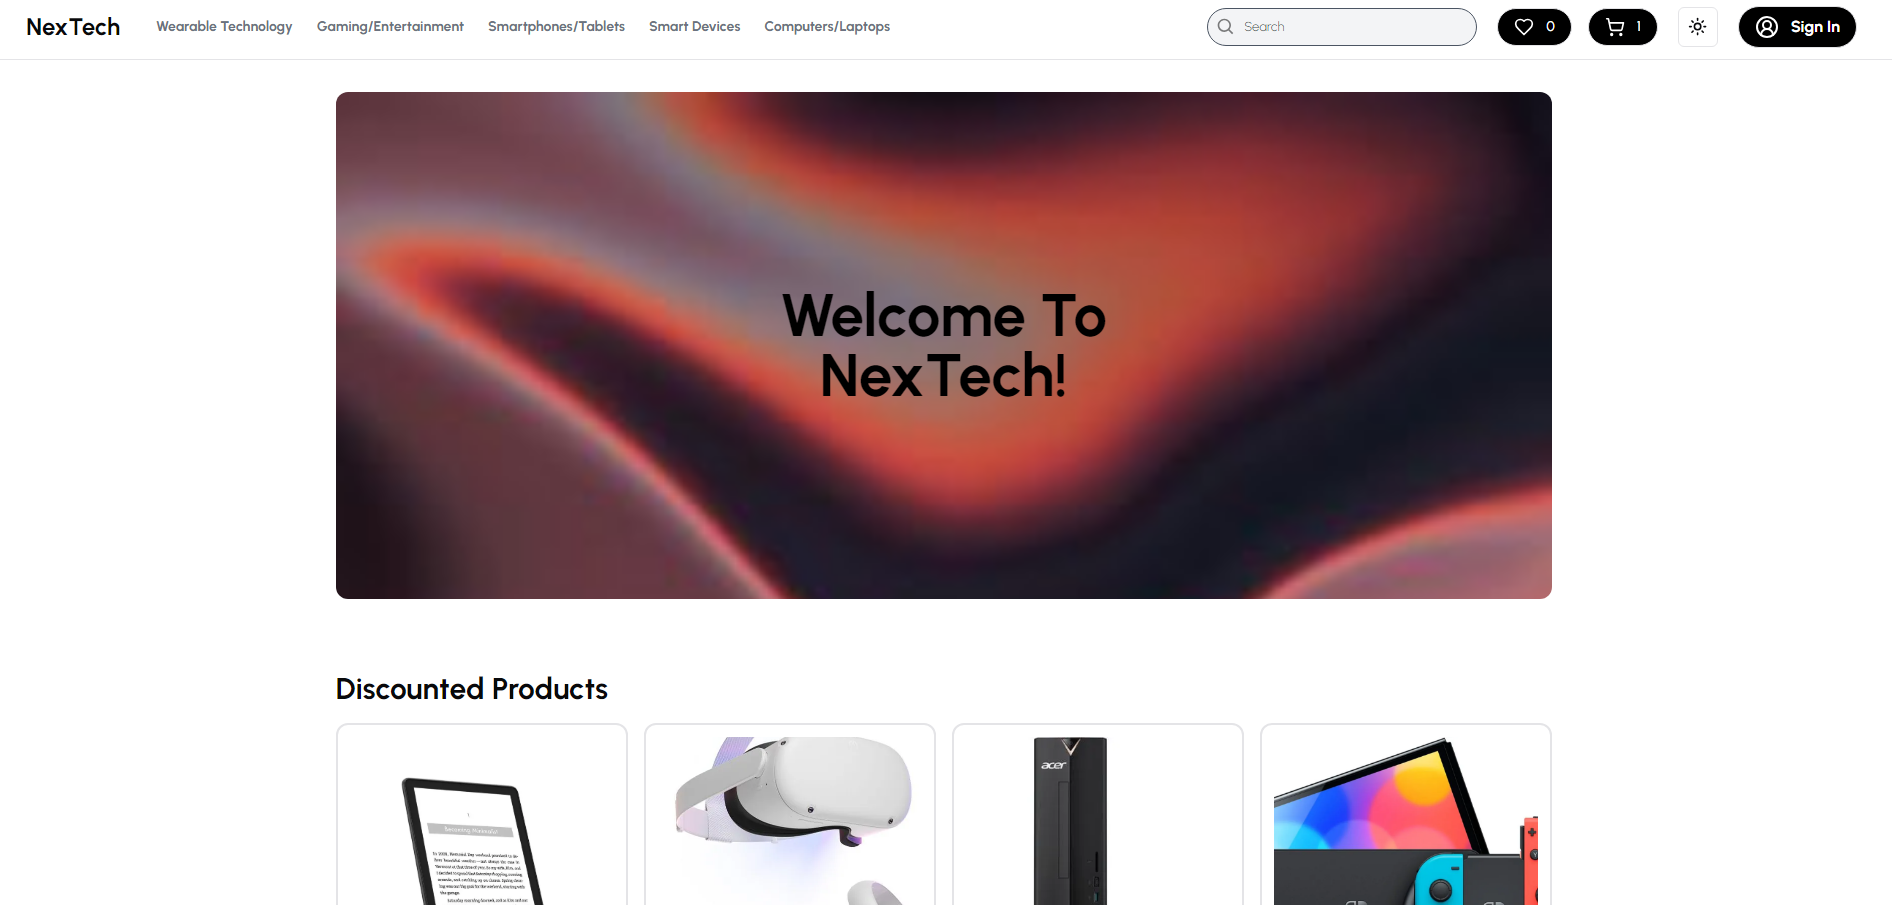 NexTech
Wearable Technology
Gaming/Entertainment
Smartphones/Tablets
Smart Devices
Computers/Laptops
Search
0
1
Sign In
Welcome To
NexTech!
Discounted Products
acer